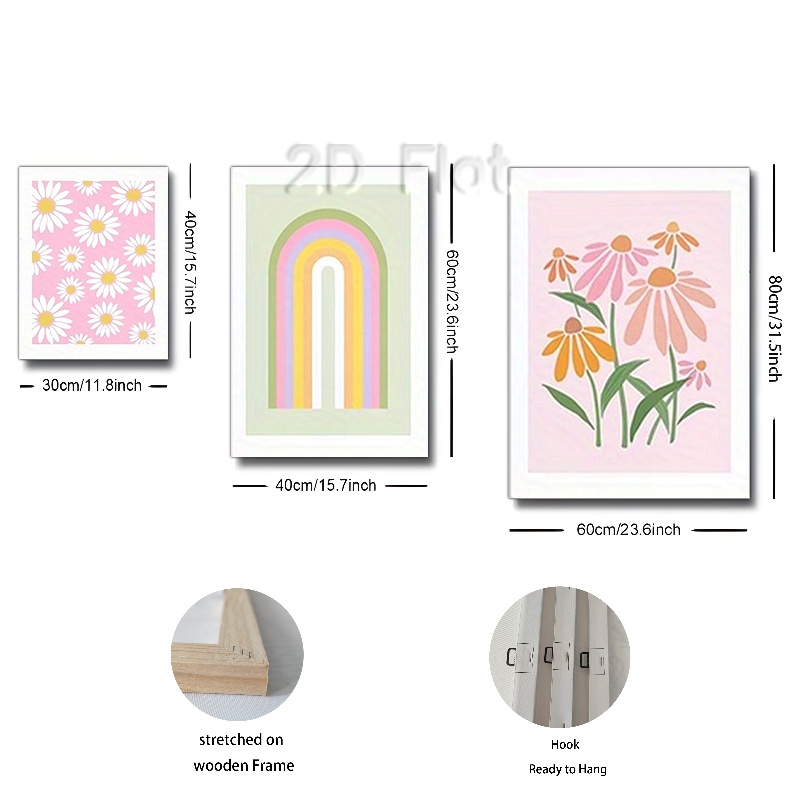 2D Flat
40cm/15.7inch
60cm/23.6inch
80cm/31.5inch
30cm/11.8inch
40cm/15.7inch
60cm/23.6inch
stretched on
wooden Frame
Hook
Ready to Hang